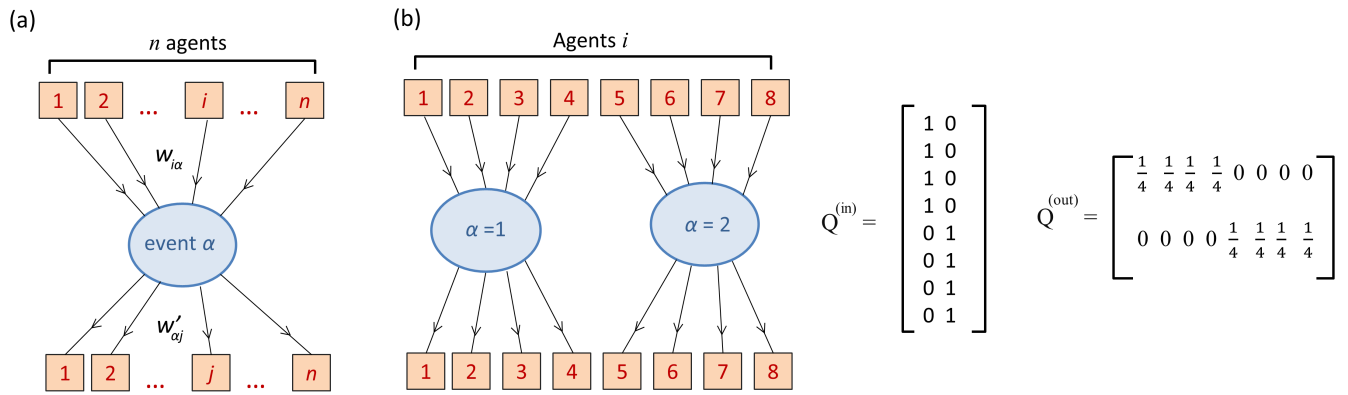 (a)
n agents
1 2 ... i ... n
w_{iα}
event α
w'_{αj}
1 2 ... j ... n
(b)
Agents i
1 2 3 4 5 6 7 8
α =1 α = 2
1 2 3 4 5 6 7 8
Q^{(in)} =
1 0
1 0
1 0
1 0
0 1
0 1
0 1
0 1
Q^{(out)} =
1/4 1/4 1/4 1/4 0 0 0 0
0 0 0 0 1/4 1/4 1/4 1/4